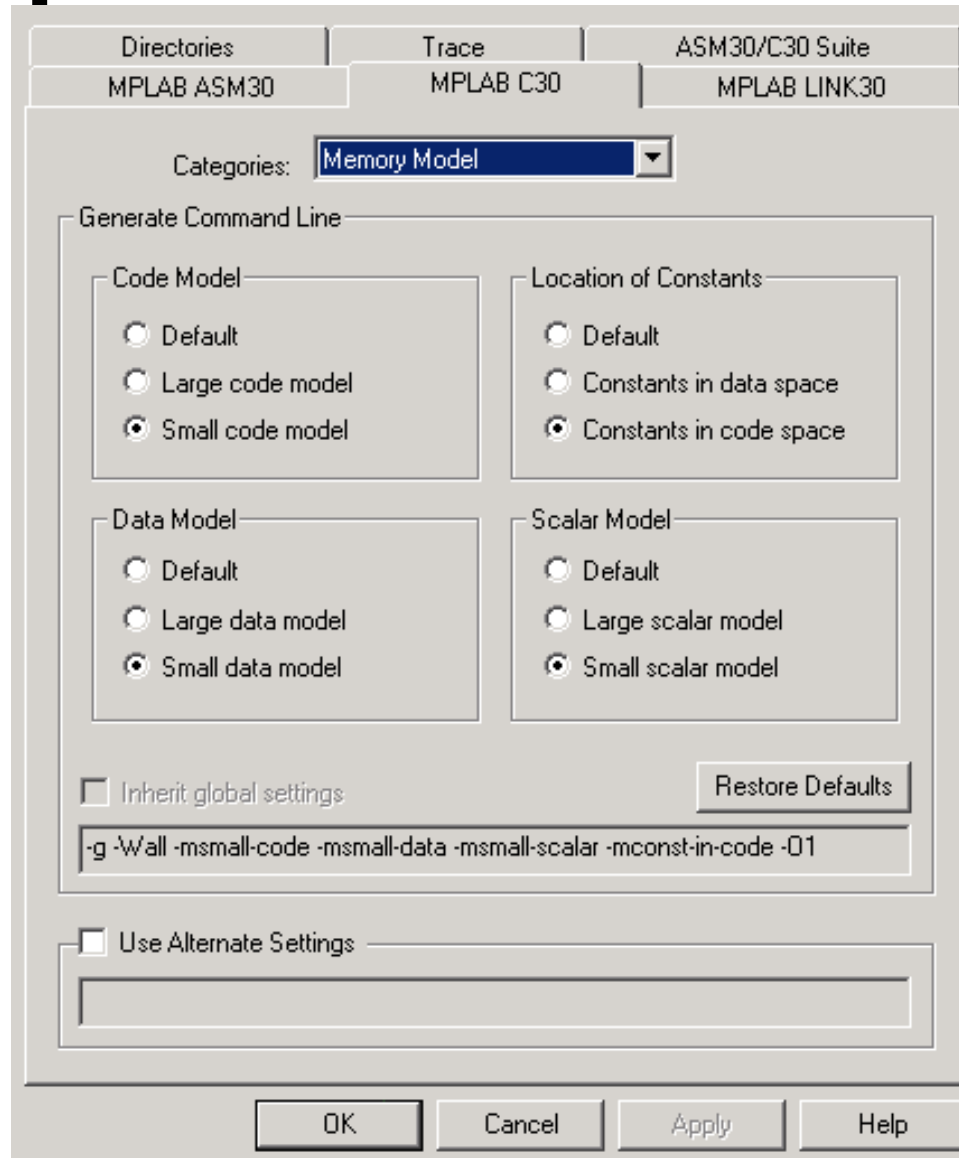 Directories Trace ASM30/C30 Suite
MPLAB ASM30 MPLAB C30 MPLAB LINK30
Categories: Memory Model
Generate Command Line
Code Model
Default
Large code model
Small code model
Location of Constants
Default
Constants in data space
Constants in code space
Data Model
Default
Large data model
Small data model
Scalar Model
Default
Large scalar model
Small scalar model
Inherit global settings
Restore Defaults
-g -Wall -msmall-code -msmall-data -msmall-scalar -mconst-in-code -O1
Use Alternate Settings
OK Cancel Apply Help